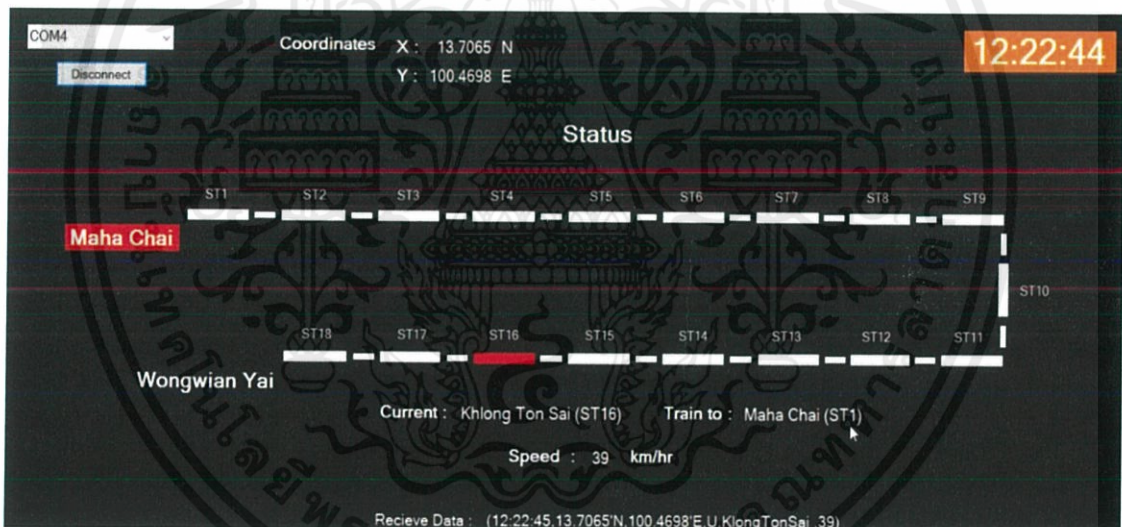 COM4
Disconnect
Coordinates X : 13.7065 N
Y : 100.4698 E
12:22:44
Status
ST1 ST2 ST3 ST4 ST5 ST6 ST7 ST8 ST9
Maha Chai
ST10
ST18 ST17 ST16 ST15 ST14 ST13 ST12 ST11
Wongwian Yai
Current : Khlong Ton Sai (ST16) Train to : Maha Chai (ST1)
Speed : 39 km/hr
Recieve Data : (12:22:45,13.7065'N,100.4698'E,U,KlongTonSai ,39)